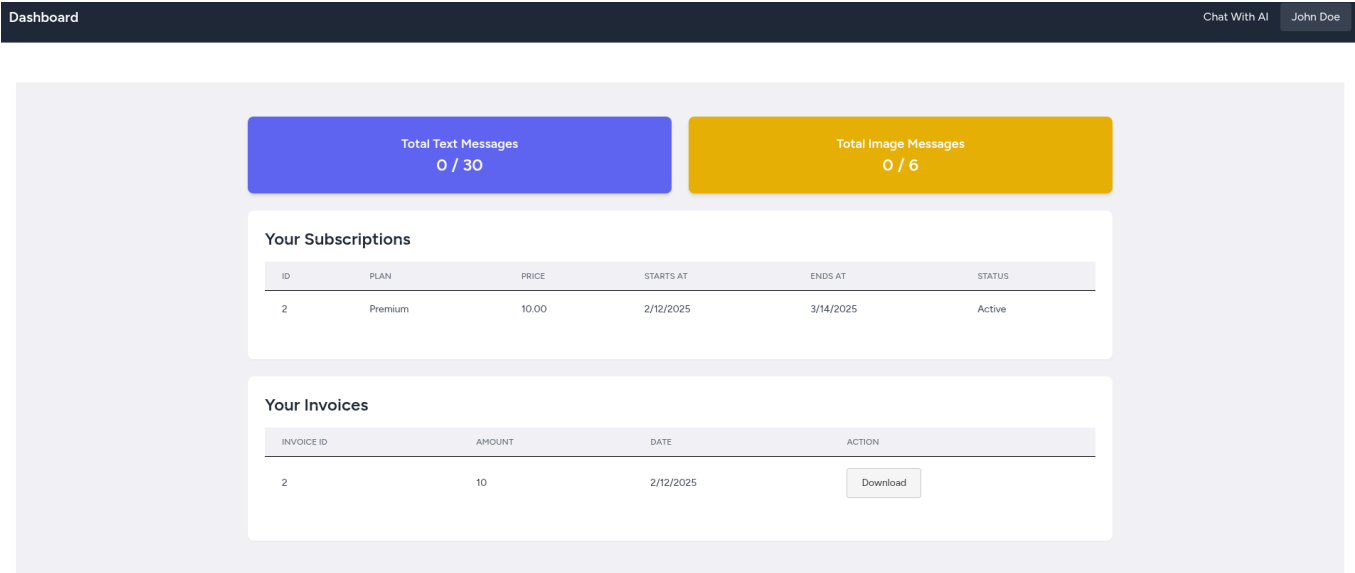 Dashboard Chat With AI John Doe
Total Text Messages
0 / 30
Total Image Messages
0 / 6
Your Subscriptions
ID PLAN PRICE STARTS AT ENDS AT STATUS
2 Premium 10.00 2/12/2025 3/14/2025 Active
Your Invoices
INVOICE ID AMOUNT DATE ACTION
2 10 2/12/2025 Download